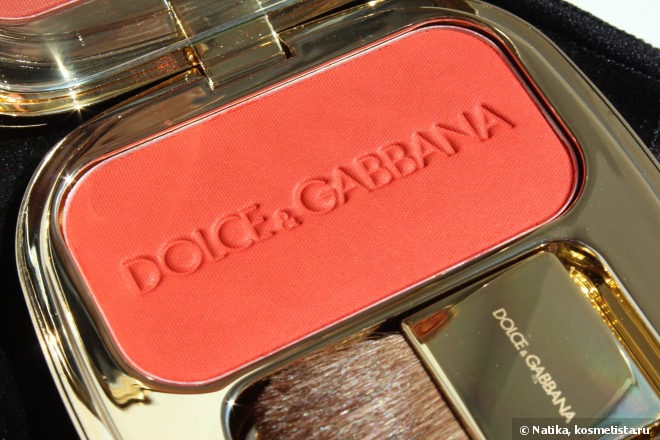 DOLCE & GABBANA
DOLCE & GABBANA
© Natika, kosmetista.ru